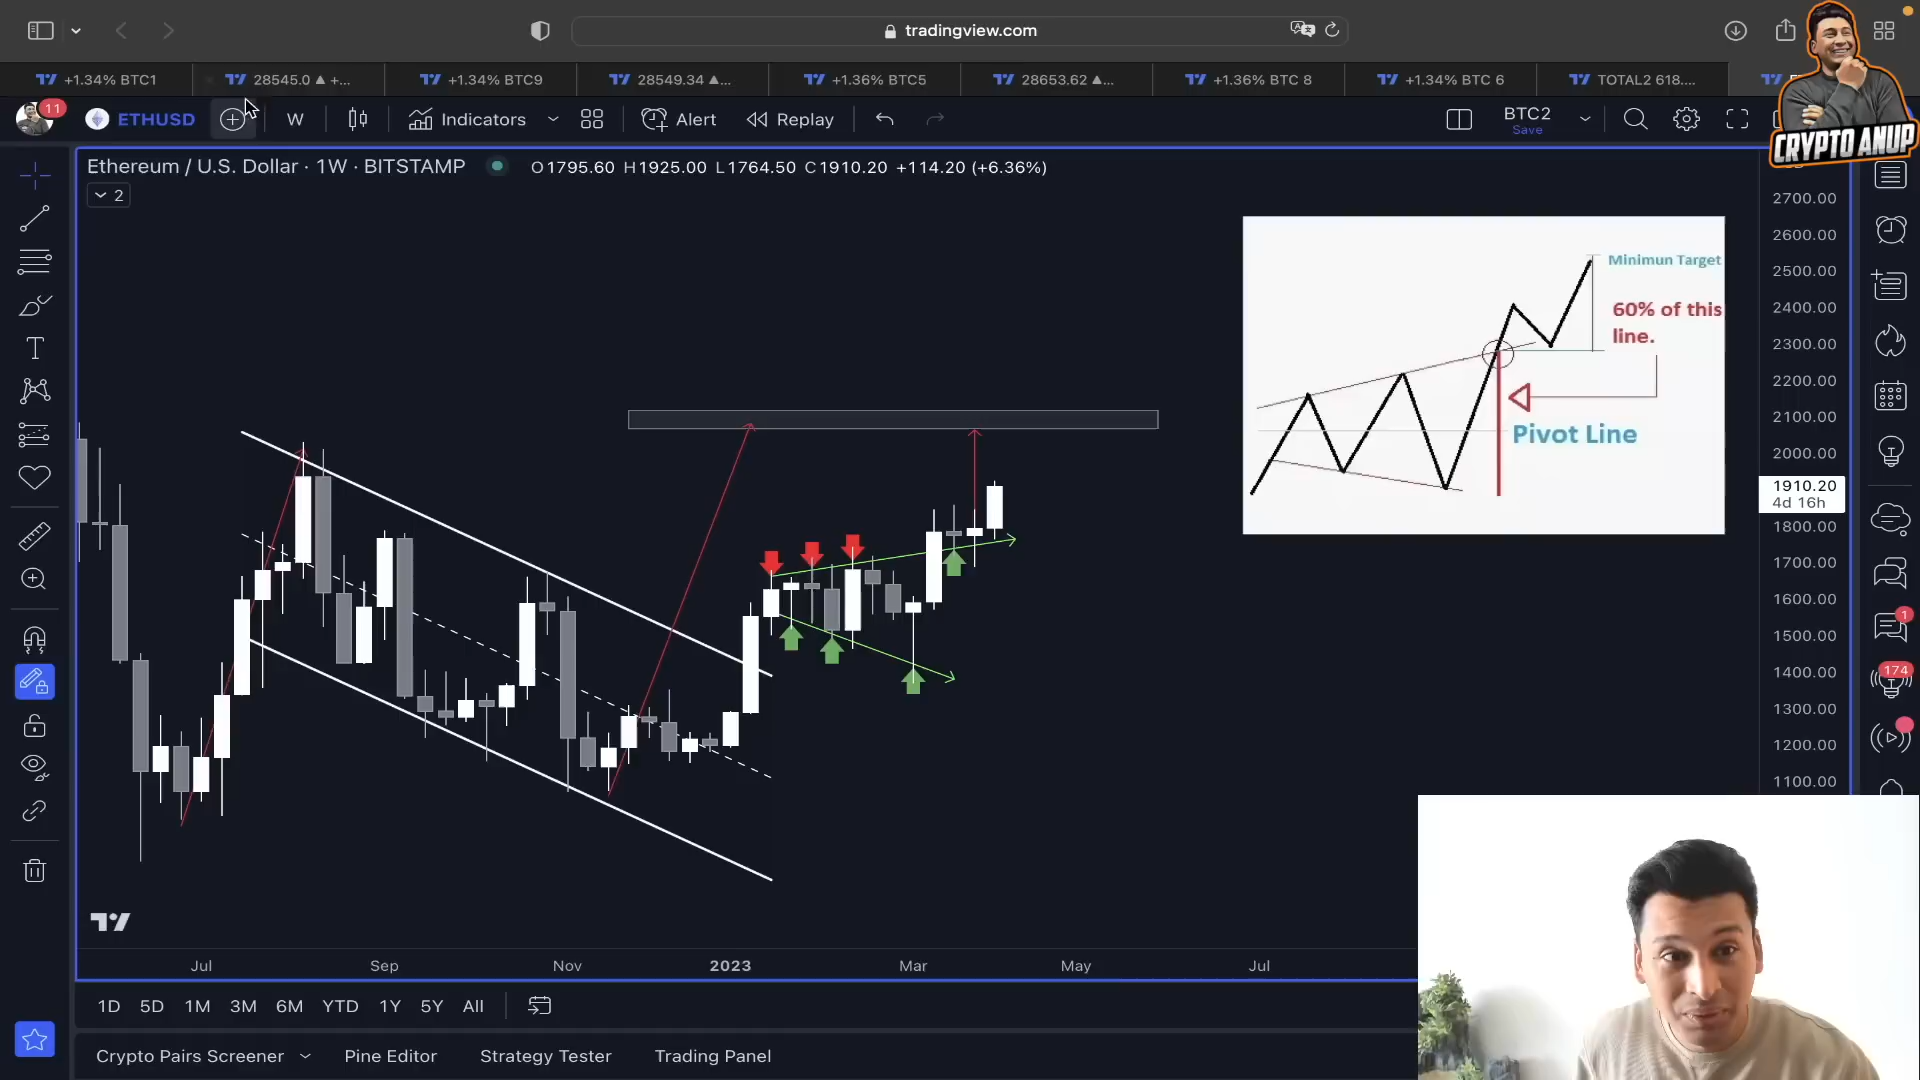 tradingview.com
+1.34% BTC1
28545.0 ▲ +...
+1.34% BTC9
28549.34 ▲...
+1.36% BTC5
28653.62 ▲...
+1.36% BTC 8
+1.34% BTC 6
TOTAL2 618....
11
ETHUSD
W
Indicators
Alert
Replay
BTC2
Save
CRYPTO ANUP
Ethereum / U.S. Dollar · 1W · BITSTAMP
O1795.60 H1925.00 L1764.50 C1910.20 +114.20 (+6.36%)
2
2700.00
2600.00
2500.00
2400.00
2300.00
2200.00
2100.00
2000.00
1910.20
4d 16h
1800.00
1700.00
1600.00
1500.00
1400.00
1300.00
1200.00
1100.00
Minimun Target
60% of this
line.
Pivot Line
1
174
Jul
Sep
Nov
2023
Mar
May
Jul
1D 5D 1M 3M 6M YTD 1Y 5Y All
Crypto Pairs Screener
Pine Editor
Strategy Tester
Trading Panel